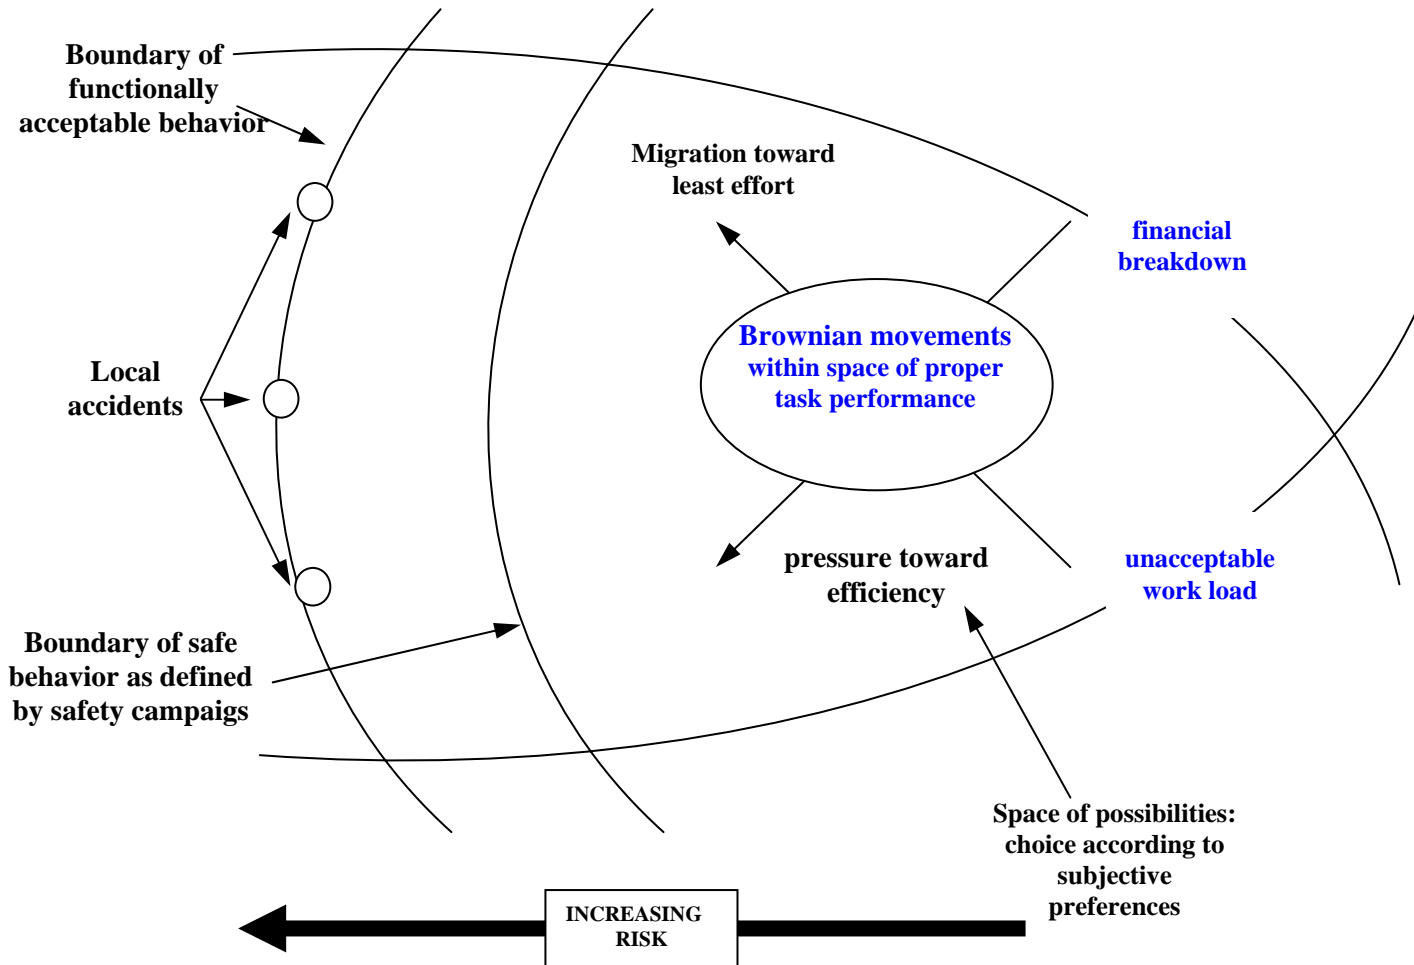 Boundary of
functionally
acceptable behavior
Migration toward
least effort
financial
breakdown
Brownian movements
within space of proper
task performance
Local
accidents
pressure toward
efficiency
unacceptable
work load
Boundary of safe
behavior as defined
by safety campaigs
Space of possibilities:
choice according to
subjective
preferences
INCREASING
RISK